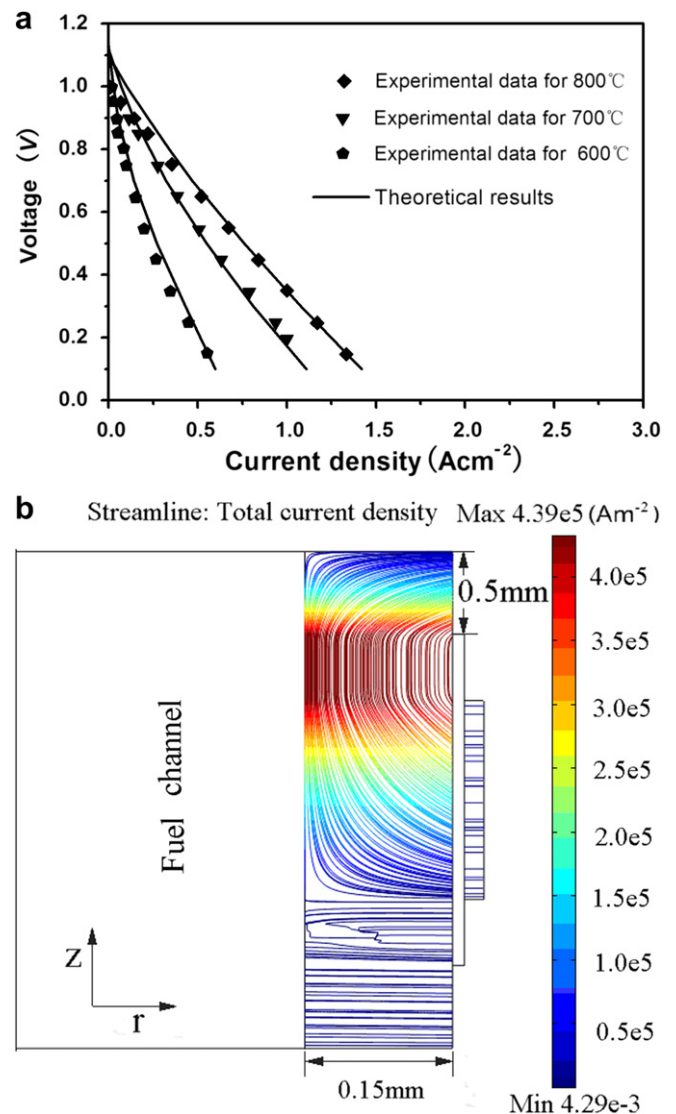 a
1.2
1.0
0.8
0.6
0.4
0.2
0.0
Voltage (V)
Experimental data for 800℃
Experimental data for 700℃
Experimental data for 600℃
Theoretical results
0.0 0.5 1.0 1.5 2.0 2.5 3.0
Current density (Acm-2)
b
Streamline: Total current density Max 4.39e5 (Am-2)
0.5mm
4.0e5
3.5e5
3.0e5
2.5e5
2.0e5
1.5e5
1.0e5
0.5e5
Fuel channel
z
r
0.15mm
Min 4.29e-3